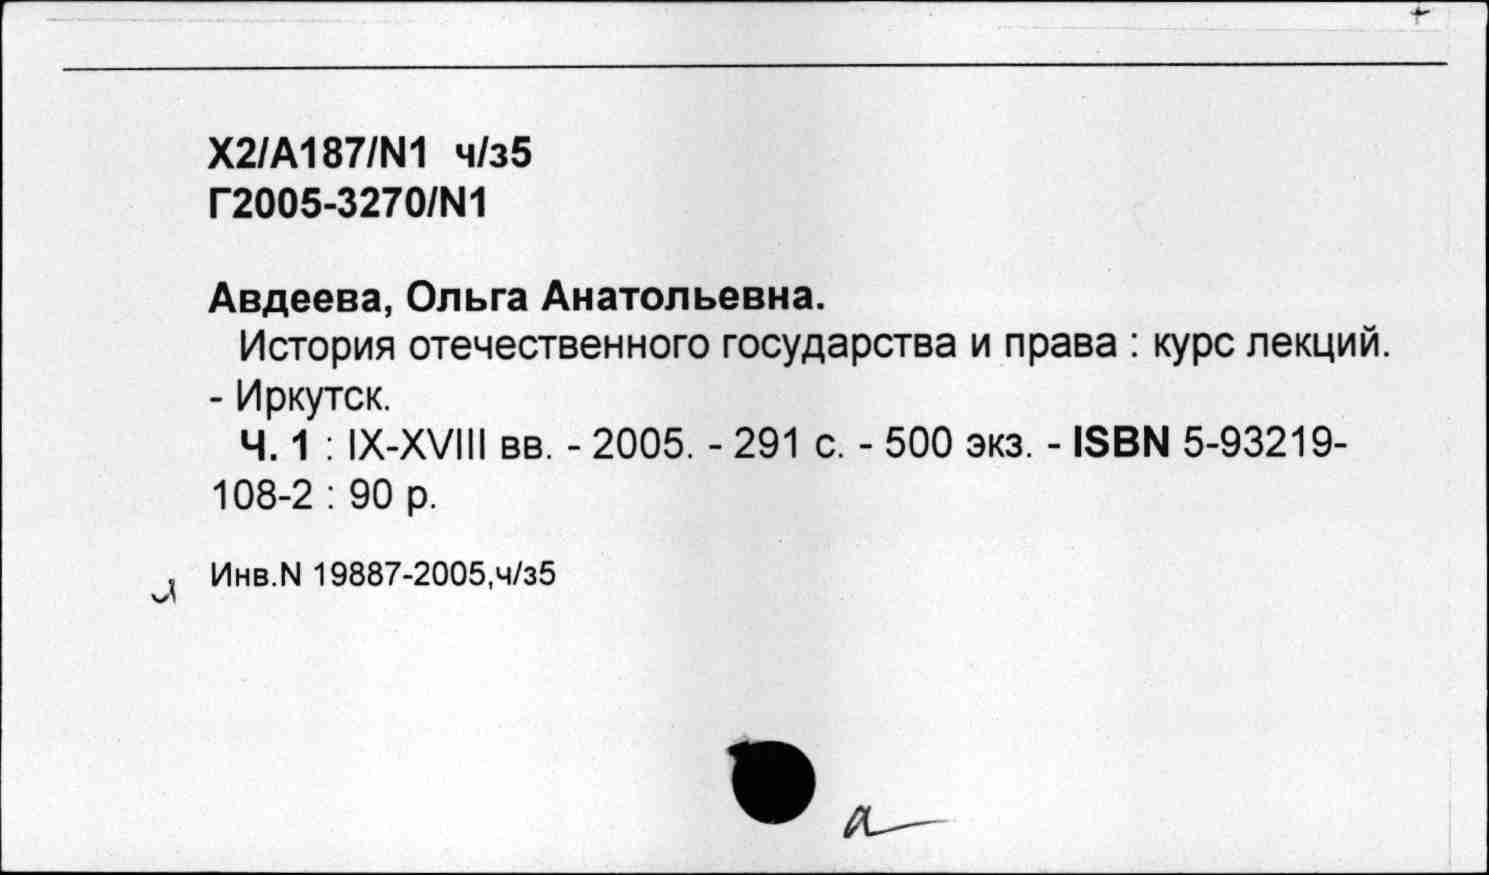 Х2/А187/N1 ч/з5
Г2005-3270/N1
Авдеева, Ольга Анатольевна.
История отечественного государства и права : курс лекций.
- Иркутск.
Ч. 1 : IX-XVIII вв. - 2005. - 291 с. - 500 экз. - ISBN 5-93219-
108-2 : 90 р.
Инв.N 19887-2005,ч/з5
а